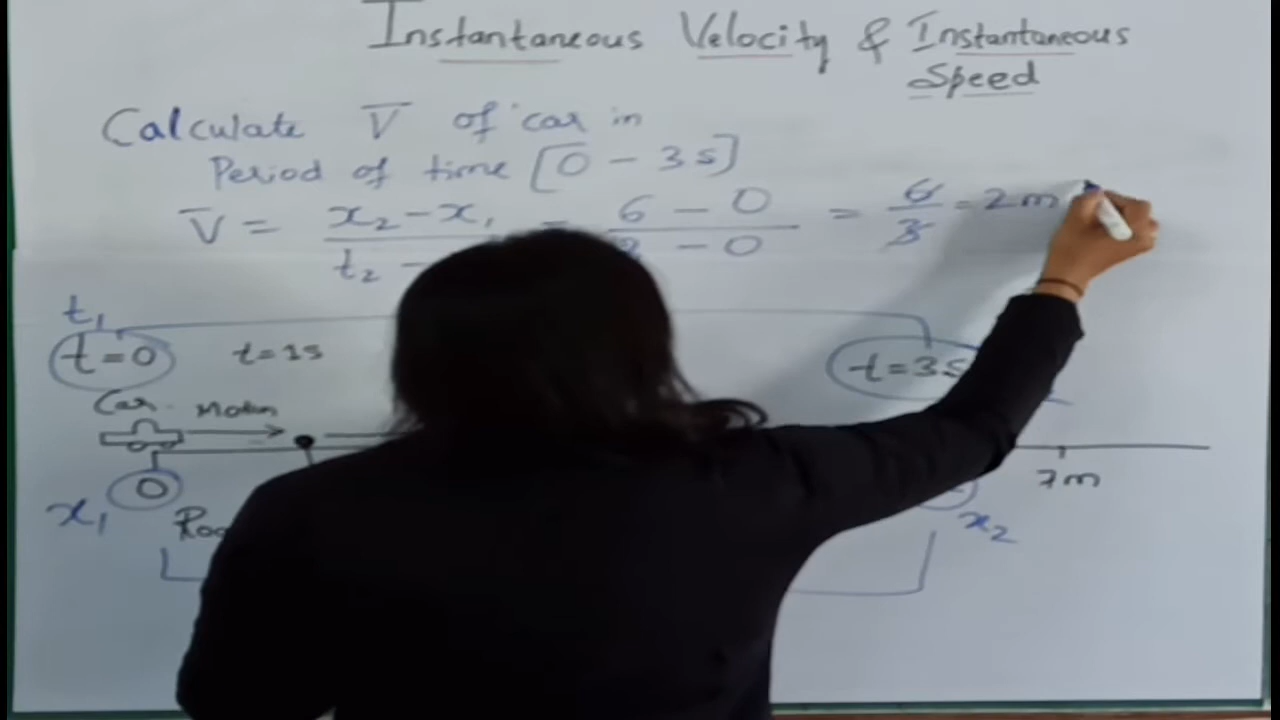 Instantaneous Velocity & Instantaneous
Speed
Calculate V̅ of car in
Period of time [0 - 3s]
V̅ = x₂-x₁ / t₂ - = 6 - 0 / 3 - 0 = 6/3 = 2m
t₁
t=0 t=1s t=3s
Car Motion
0 7m
x₁ x₂